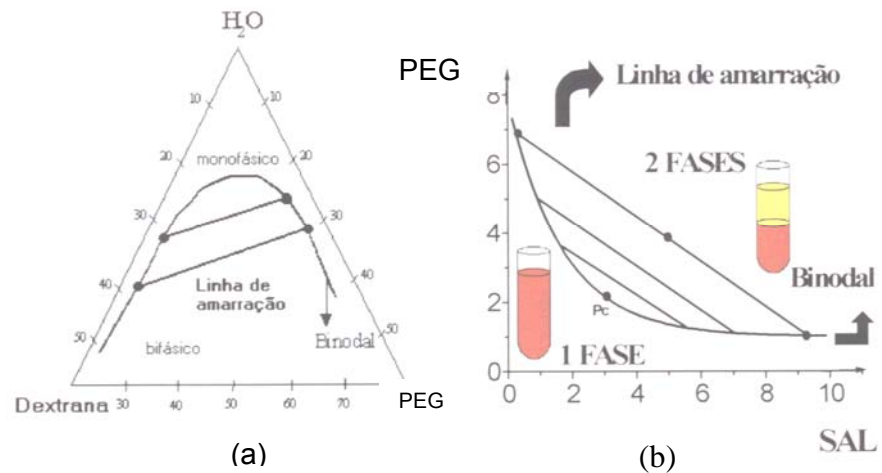 H₂O
10
10
20
20
monofásico
30
30
40
40
Linha de
amarração
50
50
bifásico
Binodal
Dextrana
30
40
50
60
70
PEG
(a)
PEG
Linha de amarração
8
6
4
2
0
2 FASES
Binodal
Pc
1 FASE
0
2
4
6
8
10
SAL
(b)